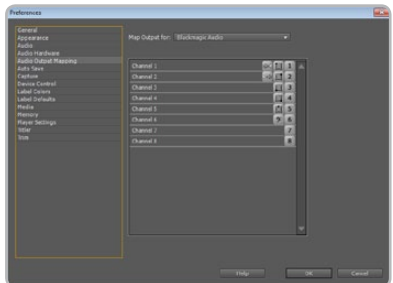 Preferences
General
Appearance
Audio
Audio Hardware
Audio Output Mapping
Auto Save
Capture
Device Control
Label Colors
Label Defaults
Media
Memory
Player Settings
Titler
Trim
Map Output for: Blackmagic Audio
Channel 1 1
Channel 2 2
Channel 3 3
Channel 4 4
Channel 5 5
Channel 6 6
Channel 7 7
Channel 8 8
Help OK Cancel